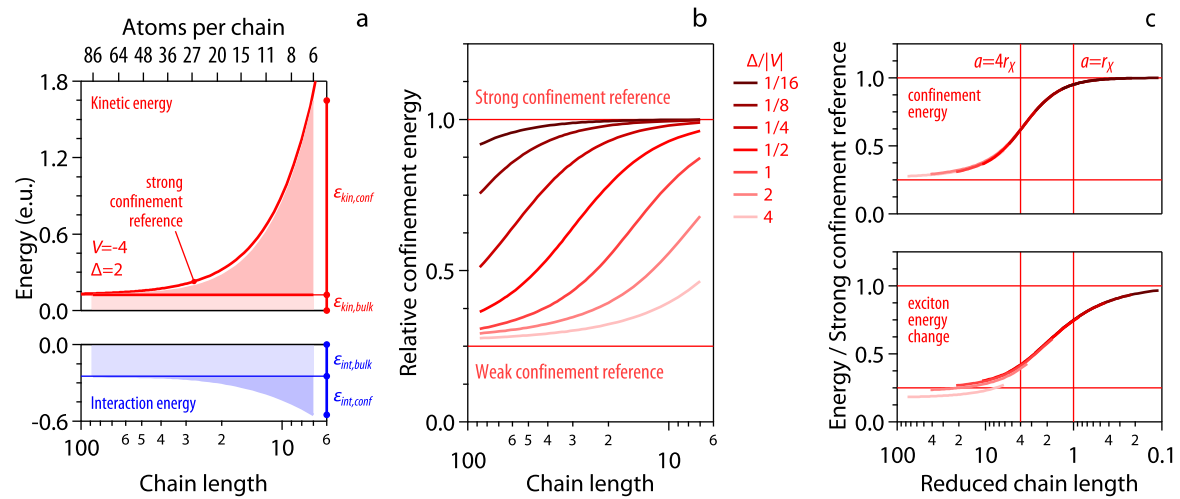 a
Atoms per chain
86 64 48 36 27 20 15 11 8 6
Energy (e.u.)
1.8
1.2
0.6
0.0
Kinetic energy
strong
confinement
reference
V=-4
Δ=2
εkin,conf
εkin,bulk
0.0
-0.6
Interaction energy
εint,bulk
εint,conf
100 6 5 4 3 2 10 6
Chain length
b
Relative confinement energy
1.0
0.5
0.0
Strong confinement reference
Weak confinement reference
100 6 5 4 3 2 10 6
Chain length
Δ/|V|
1/16
1/8
1/4
1/2
1
2
4
c
Energy / Strong confinement reference
a=4rX
a=rX
1.0
0.5
0.0
confinement
energy
1.0
0.5
0.0
exciton
energy
change
100 4 2 10 4 2 1 4 2 0.1
Reduced chain length